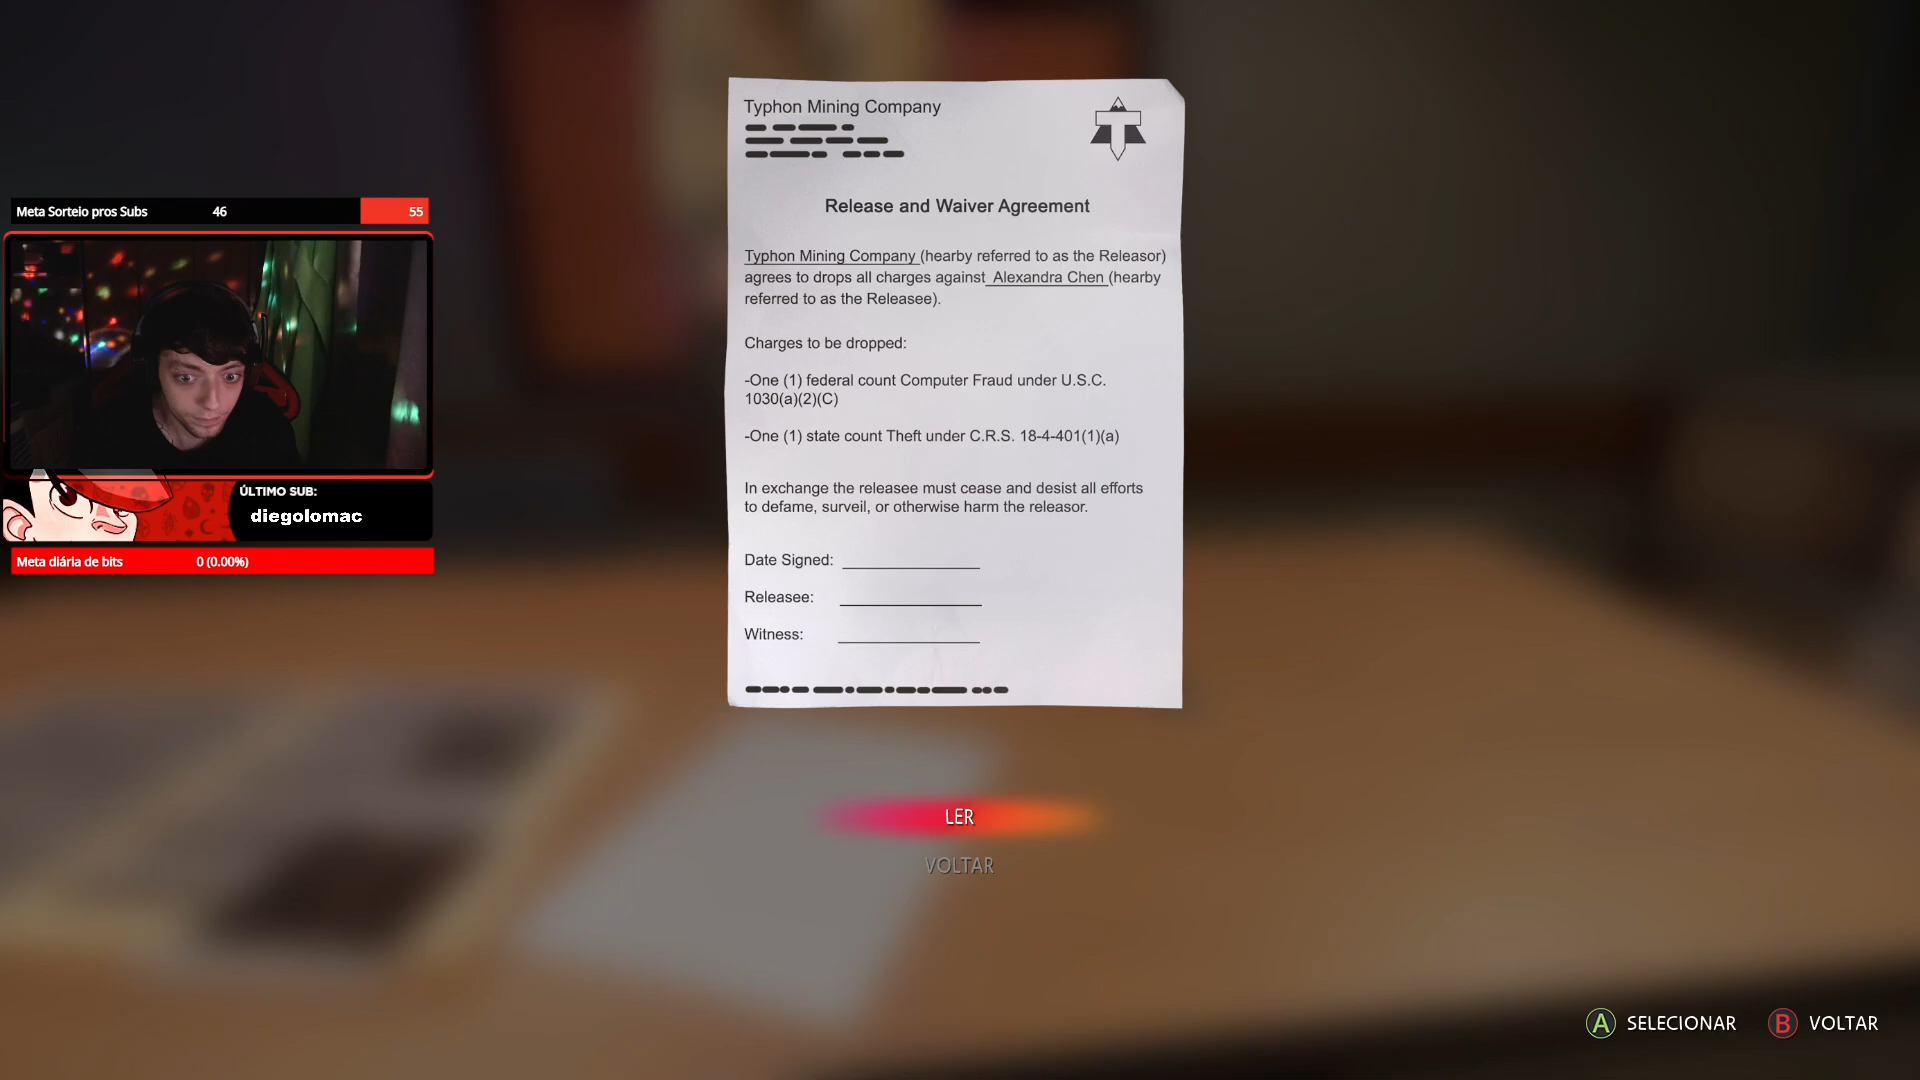 Meta Sorteio pros Subs 46 55
ÚLTIMO SUB:
diegolomac
Meta diária de bits 0 (0.00%)
Typhon Mining Company
Release and Waiver Agreement
Typhon Mining Company (hearby referred to as the Releasor)
agrees to drops all charges against Alexandra Chen (hearby
referred to as the Releasee).
Charges to be dropped:
-One (1) federal count Computer Fraud under U.S.C.
1030(a)(2)(C)
-One (1) state count Theft under C.R.S. 18-4-401(1)(a)
In exchange the releasee must cease and desist all efforts
to defame, surveil, or otherwise harm the releasor.
Date Signed:
Releasee:
Witness:
LER
VOLTAR
A SELECIONAR B VOLTAR